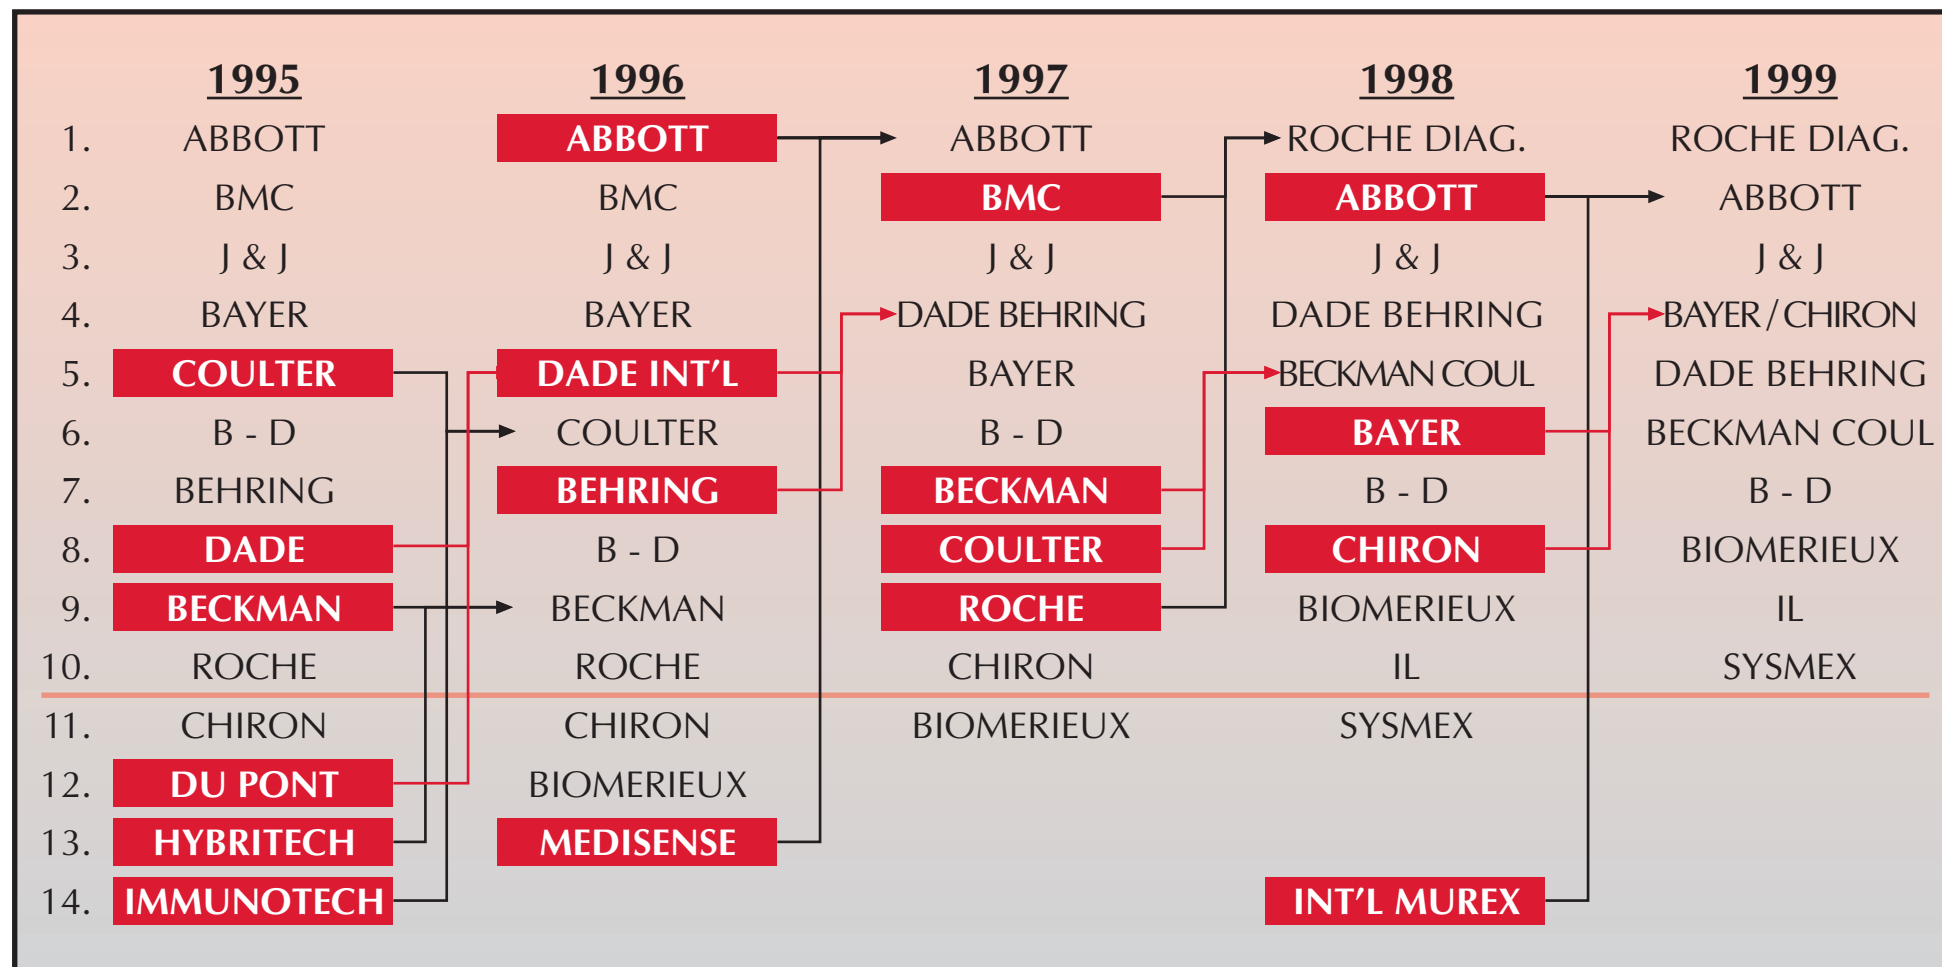 1995 1996 1997 1998 1999
1. ABBOTT ABBOTT ABBOTT ROCHE DIAG. ROCHE DIAG.
2. BMC BMC BMC ABBOTT ABBOTT
3. J & J J & J J & J J & J J & J
4. BAYER BAYER DADE BEHRING DADE BEHRING BAYER / CHIRON
5. COULTER DADE INT'L BAYER BECKMAN COUL DADE BEHRING
6. B - D COULTER B - D BAYER BECKMAN COUL
7. BEHRING BEHRING BECKMAN B - D B - D
8. DADE B - D COULTER CHIRON BIOMERIEUX
9. BECKMAN BECKMAN ROCHE BIOMERIEUX IL
10. ROCHE ROCHE CHIRON IL SYSMEX
11. CHIRON CHIRON BIOMERIEUX SYSMEX
12. DU PONT BIOMERIEUX
13. HYBRITECH MEDISENSE
14. IMMUNOTECH INT'L MUREX